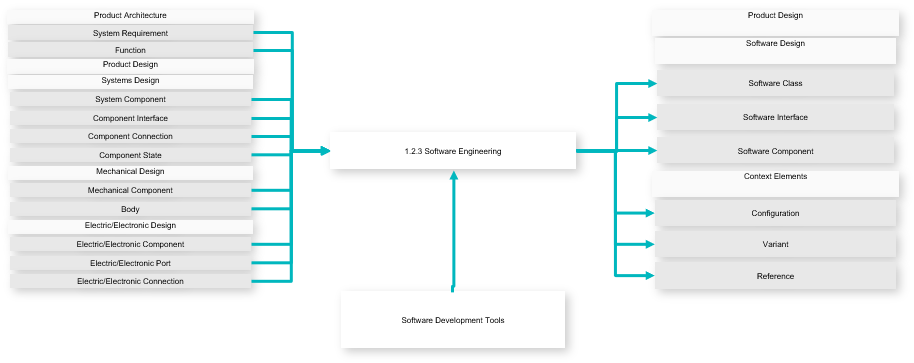 Product Architecture
System Requirement
Function
Product Design
Systems Design
System Component
Component Interface
Component Connection
Component State
Mechanical Design
Mechanical Component
Body
Electric/Electronic Design
Electric/Electronic Component
Electric/Electronic Port
Electric/Electronic Connection
1.2.3 Software Engineering
Software Development Tools
Product Design
Software Design
Software Class
Software Interface
Software Component
Context Elements
Configuration
Variant
Reference